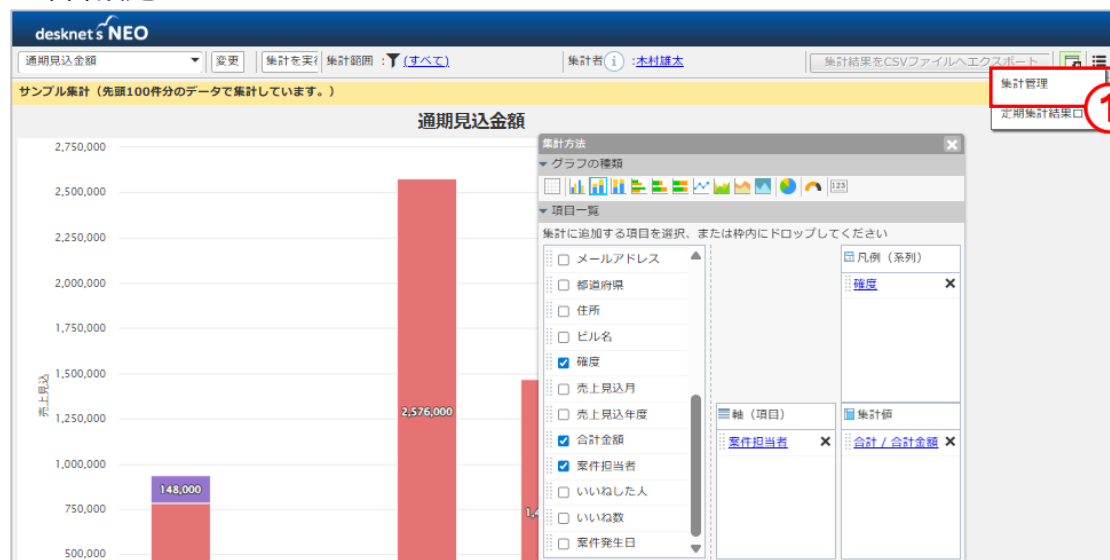 desknet's NEO
通期見込金額 変更 集計を実行 集計範囲 : (すべて) 集計者 i :木村雄太 集計結果をCSVファイルへエクスポート
集計管理
サンプル集計（先頭100件分のデータで集計しています。）
定期集計結果
1
通期見込金額
売上見込
2,750,000
2,500,000
2,250,000
2,000,000
1,750,000
1,500,000
1,250,000
1,000,000
750,000
500,000
148,000
2,576,000
集計方法
グラフの種類
123
項目一覧
集計に追加する項目を選択、または枠内にドロップしてください
メールアドレス
都道府県
住所
ビル名
確度
売上見込月
売上見込年度
合計金額
案件担当者
いいねした人
いいね数
案件発生日
凡例（系列）
確度
軸（項目）
案件担当者
集計値
合計 / 合計金額